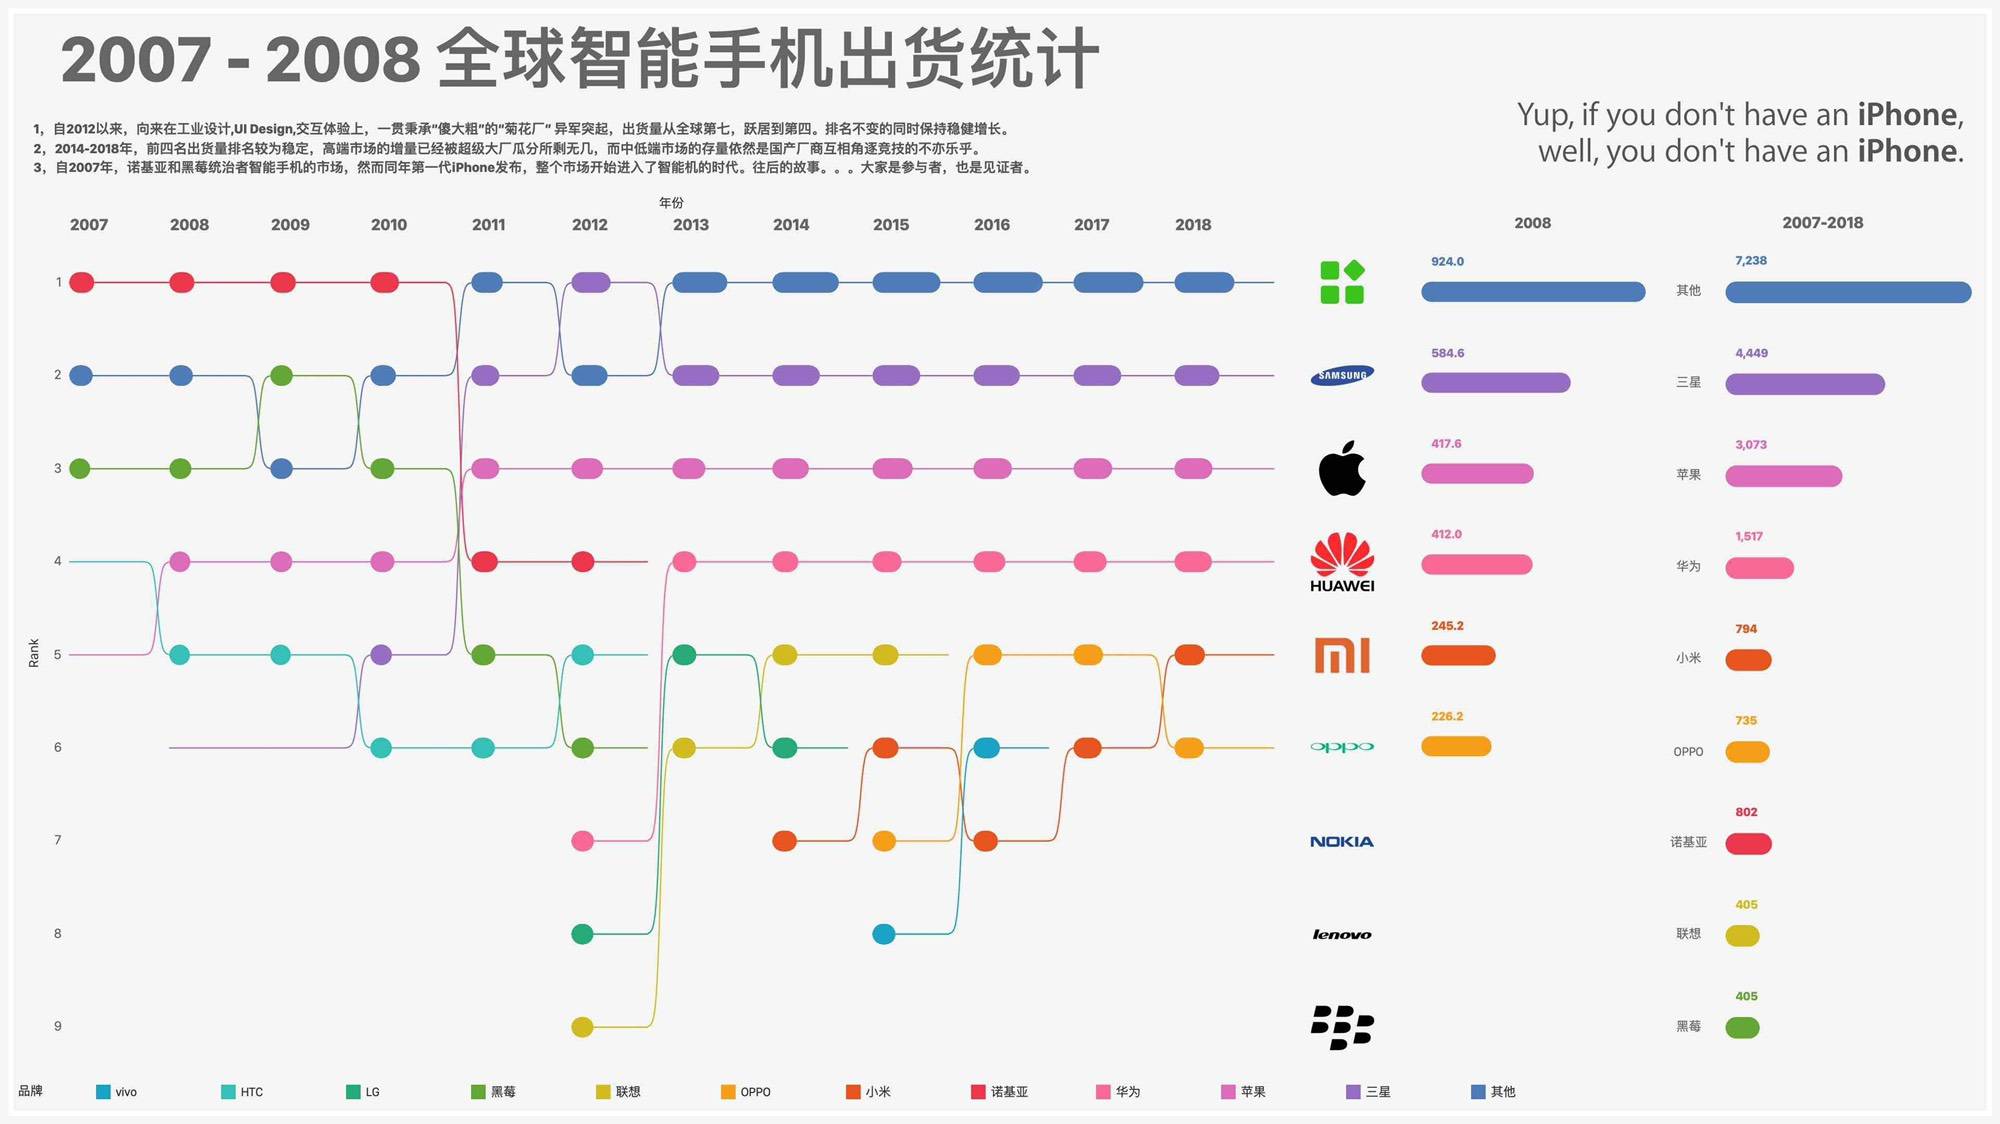 2007 - 2008 全球智能手机出货统计
1，自2012以来，向来在工业设计,UI Design,交互体验上，一贯秉承“傻大粗”的“菊花厂” 异军突起，出货量从全球第七，跃居到第四。排名不变的同时保持稳健增长。
2，2014-2018年，前四名出货量排名较为稳定，高端市场的增量已经被超级大厂瓜分所剩无几，而中低端市场的存量依然是国产厂商互相角逐竞技的不亦乐乎。
3，自2007年，诺基亚和黑莓统治者智能手机的市场，然而同年第一代iPhone发布，整个市场开始进入了智能机的时代。往后的故事。。。大家是参与者，也是见证者。
Yup, if you don't have an iPhone,
well, you don't have an iPhone.
年份
2007 2008 2009 2010 2011 2012 2013 2014 2015 2016 2017 2018 2008 2007-2018
Rank
1
2
3
4
5
6
7
8
9
924.0
SAMSUNG 584.6
417.6
HUAWEI 412.0
MI 245.2
oppo 226.2
NOKIA
lenovo
其他 7,238
三星 4,449
苹果 3,073
华为 1,517
小米 794
OPPO 735
诺基亚 802
联想 405
黑莓 405
品牌 vivo HTC LG 黑莓 联想 OPPO 小米 诺基亚 华为 苹果 三星 其他